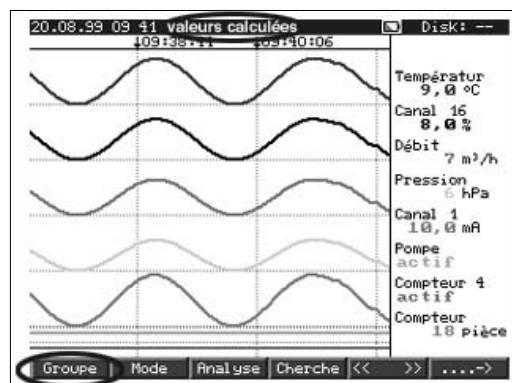 20.08.99 09 41 valeurs calculées Disk: --
09:38:44 09:40:06
Températur
9,0 °C
Canal 16
8,0 %
Débit
7 m³/h
Pression
6 hPa
Canal 1
10,0 mA
Pompe
actif
Compteur 4
actif
Compteur
18 pièce
Groupe Mode Analyse Cherche << >> ....->